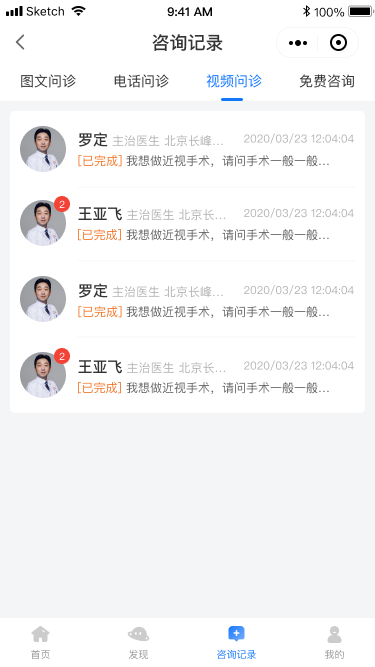 Sketch 9:41 AM 100%
咨询记录
图文问诊 电话问诊 视频问诊 免费咨询
罗定 主治医生 北京长峰... 2020/03/23 12:04:04
[已完成] 我想做近视手术，请问手术一般一般...
2
王亚飞 主治医生 北京长... 2020/03/23 12:04:04
[已完成] 我想做近视手术，请问手术一般一般...
罗定 主治医生 北京长峰... 2020/03/23 12:04:04
[已完成] 我想做近视手术，请问手术一般一般...
2
王亚飞 主治医生 北京长... 2020/03/23 12:04:04
[已完成] 我想做近视手术，请问手术一般一般...
首页 发现 咨询记录 我的